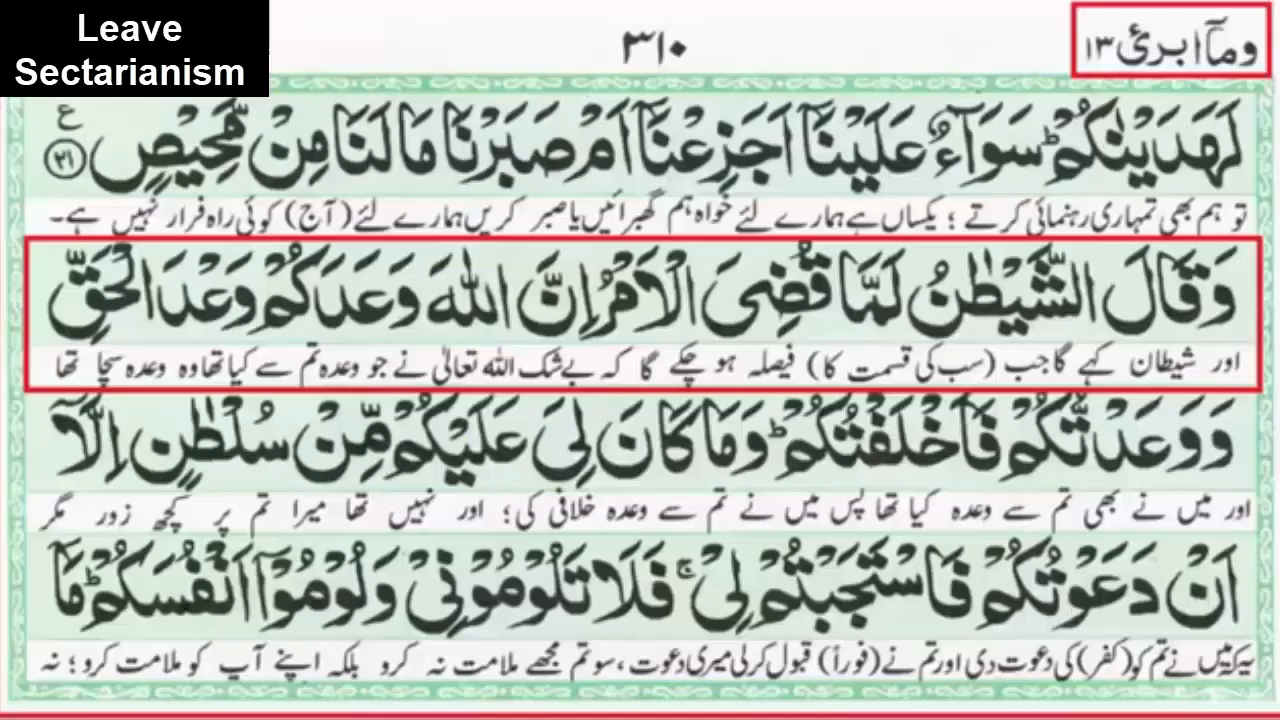 Leave
Sectarianism
۳۱۰
وماۤ ابرئ ۱۳
لَهَدَيْنٰكُمْ ؕ سَوَآءٌ عَلَيْنَاۤ اَجَزِعْنَاۤ اَمْ صَبَرْنَا مَا لَنَا مِنْ مَّحِيْصٍ ﴿۲۱﴾ ع
تو ہم بھی تمہاری رہنمائی کرتے ؛ یکساں ہے ہمارے لئے خواہ ہم گھبرائیں یا صبر کریں ہمارے لئے (آج) کوئی راہ فرار نہیں ہے۔
وَقَالَ الشَّيْطٰنُ لَمَّا قُضِىَ الْاَمْرُ اِنَّ اللّٰهَ وَعَدَكُمْ وَعْدَ الْحَقِّ
اور شیطان کہے گا جب (سب کی قسمت کا) فیصلہ ہو چکے گا کہ بے شک اللہ تعالیٰ نے جو وعدہ تم سے کیا تھا وہ وعدہ سچا تھا
وَ وَعَدْتُّكُمْ فَاَخْلَفْتُكُمْ ؕ وَمَا كَانَ لِىَ عَلَيْكُمْ مِّنْ سُلْطٰنٍ اِلَّاۤ
اور میں نے بھی تم سے وعدہ کیا تھا پس میں نے تم سے وعدہ خلافی کی؛ اور نہیں تھا میرا تم پر کچھ زور مگر
اَنْ دَعَوْتُكُمْ فَاسْتَجَبْتُمْ لِىْ ۚ فَلَا تَلُوْمُوْنِىْ وَلُوْمُوْۤا اَنْفُسَكُمْ ؕ مَاۤ
یہ کہ میں نے تم کو (کفر) کی دعوت دی اور تم نے (فوراً) قبول کر لی میری دعوت، سو تم مجھے ملامت نہ کرو بلکہ اپنے آپ کو ملامت کرو؛ نہ